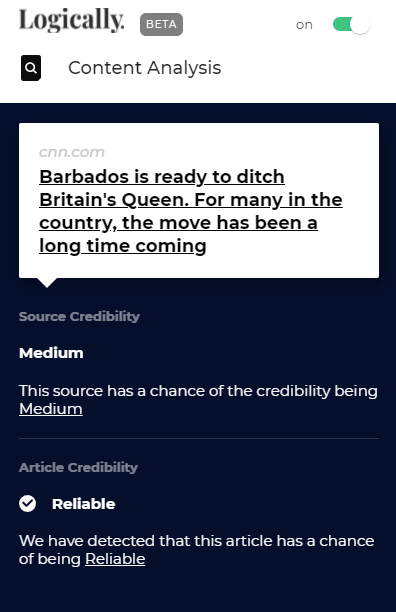 Logically. BETA on
Content Analysis
cnn.com
Barbados is ready to ditch
Britain's Queen. For many in the
country, the move has been a
long time coming
Source Credibility
Medium
This source has a chance of the credibility being
Medium
Article Credibility
Reliable
We have detected that this article has a chance
of being Reliable